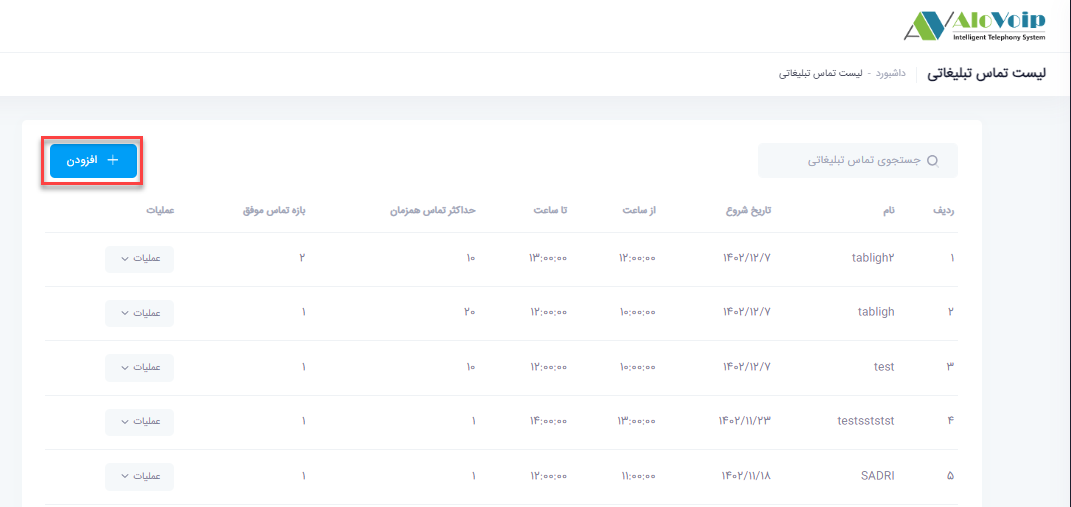 AloVoip
Intelligent Telephony System
لیست تماس تبلیغاتی | داشبورد - لیست تماس تبلیغاتی
جستجوی تماس تبلیغاتی
+ افزودن
ردیف نام تاریخ شروع از ساعت تا ساعت حداکثر تماس همزمان بازه تماس موفق عملیات
۱ tabligh۲ ۱۴۰۲/۱۲/۷ ۱۲:۰۰:۰۰ ۱۳:۰۰:۰۰ ۱۰ ۲ عملیات
۲ tabligh ۱۴۰۲/۱۲/۷ ۱۰:۰۰:۰۰ ۱۲:۰۰:۰۰ ۲۰ ۱ عملیات
۳ test ۱۴۰۲/۱۲/۷ ۱۰:۰۰:۰۰ ۱۲:۰۰:۰۰ ۱۰ ۱ عملیات
۴ testsststst ۱۴۰۲/۱۱/۲۳ ۱۳:۰۰:۰۰ ۱۴:۰۰:۰۰ ۱ ۱ عملیات
۵ SADRI ۱۴۰۲/۱۱/۱۸ ۱۱:۰۰:۰۰ ۱۲:۰۰:۰۰ ۱ ۱ عملیات